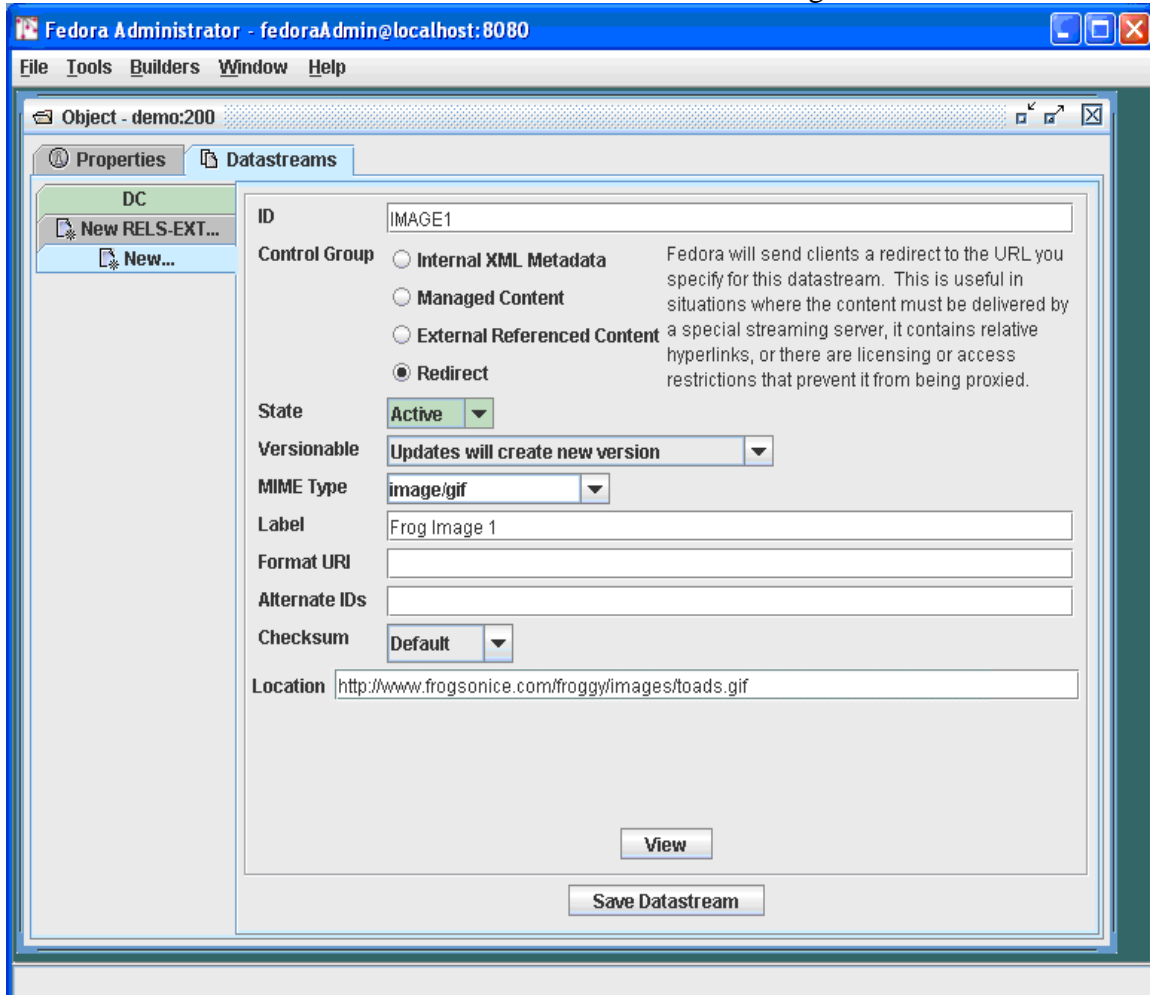 Fedora Administrator - fedoraAdmin@localhost:8080
File Tools Builders Window Help
Object - demo:200
Properties Datastreams
DC
New RELS-EXT...
New...
ID IMAGE1
Control Group
Internal XML Metadata
Managed Content
External Referenced Content
Redirect
Fedora will send clients a redirect to the URL you
specify for this datastream. This is useful in
situations where the content must be delivered by
a special streaming server, it contains relative
hyperlinks, or there are licensing or access
restrictions that prevent it from being proxied.
State Active
Versionable Updates will create new version
MIME Type image/gif
Label Frog Image 1
Format URI
Alternate IDs
Checksum Default
Location http://www.frogsonice.com/froggy/images/toads.gif
View
Save Datastream